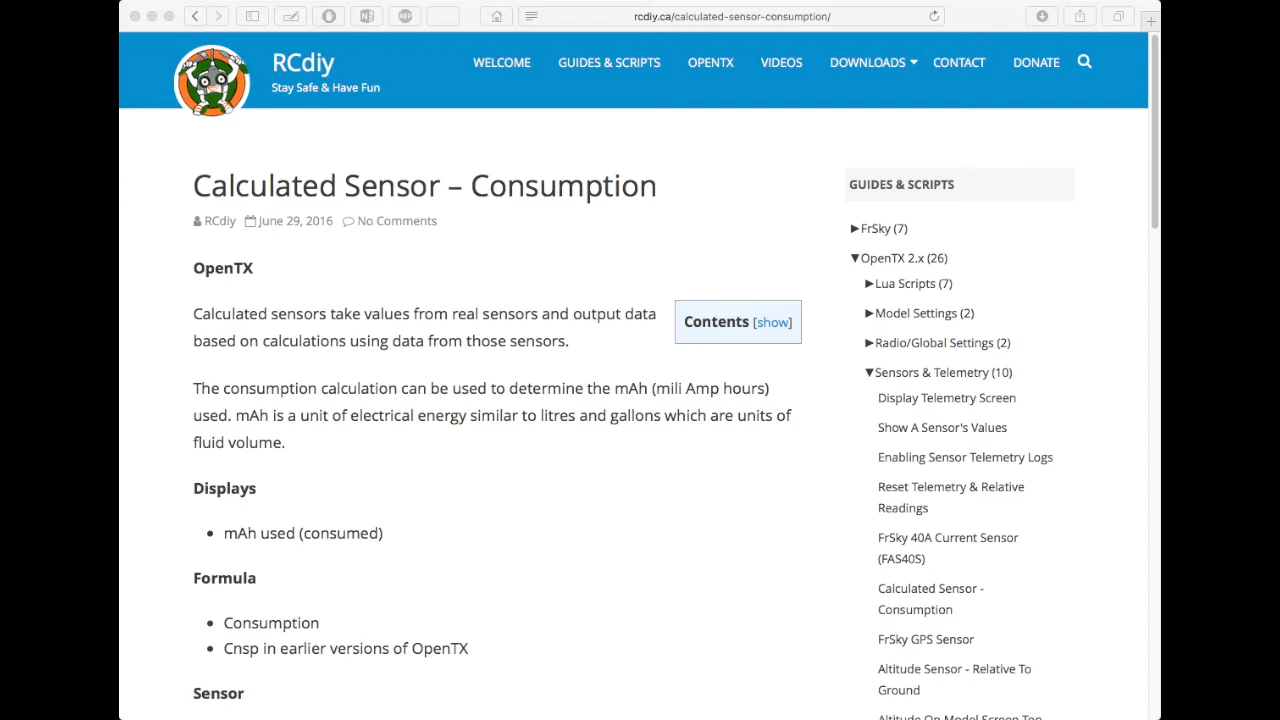 rcdiy.ca/calculated-sensor-consumption/
RCdiy
Stay Safe & Have Fun
WELCOME GUIDES & SCRIPTS OPENTX VIDEOS DOWNLOADS CONTACT DONATE
Calculated Sensor – Consumption
RCdiy June 29, 2016 No Comments
OpenTX
Contents [show]
Calculated sensors take values from real sensors and output data
based on calculations using data from those sensors.
The consumption calculation can be used to determine the mAh (mili Amp hours)
used. mAh is a unit of electrical energy similar to litres and gallons which are units of
fluid volume.
Displays
• mAh used (consumed)
Formula
• Consumption
• Cnsp in earlier versions of OpenTX
Sensor
GUIDES & SCRIPTS
►FrSky (7)
▼OpenTX 2.x (26)
►Lua Scripts (7)
►Model Settings (2)
►Radio/Global Settings (2)
▼Sensors & Telemetry (10)
Display Telemetry Screen
Show A Sensor's Values
Enabling Sensor Telemetry Logs
Reset Telemetry & Relative
Readings
FrSky 40A Current Sensor
(FAS40S)
Calculated Sensor -
Consumption
FrSky GPS Sensor
Altitude Sensor - Relative To
Ground
Altitude On Model Screen Top